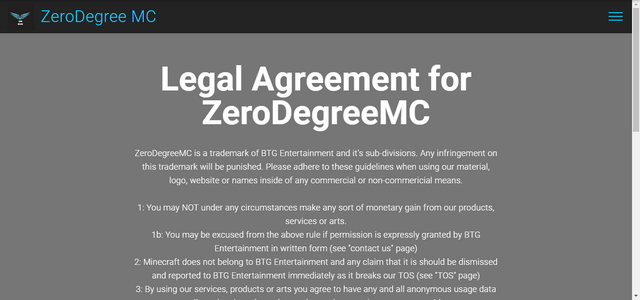 ZeroDegree MC
Legal Agreement for
ZeroDegreeMC
ZeroDegreeMC is a trademark of BTG Entertainment and it's sub-divisions. Any infringement on
this trademark will be punished. Please adhere to these guidelines when using our material,
logo, website or names inside of any commercial or non-commericial means.
1: You may NOT under any circumstances make any sort of monetary gain from our products,
services or arts.
1b: You may be excused from the above rule if permission is expressly granted by BTG
Entertainment in written form (see "contact us" page)
2: Minecraft does not belong to BTG Entertainment and any claim that it is should be dismissed
and reported to BTG Entertainment immediately as it breaks our TOS (see "TOS" page)
3: By using our services, products or arts you agree to have any and all anonymous usage data